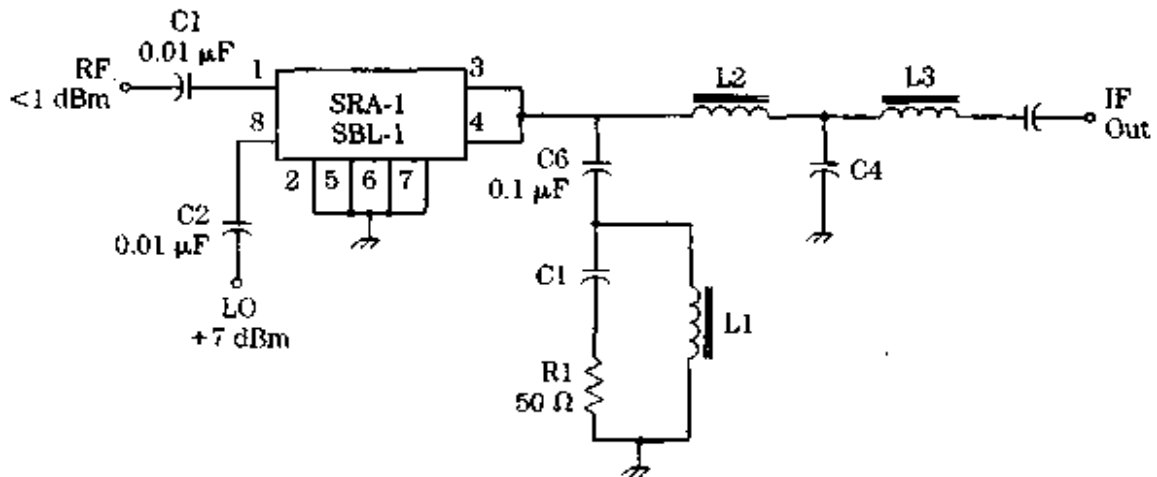 C1
0.01 µF
RF
<1 dBm
1
3
SRA-1
SBL-1
8
4
2 5 6 7
C2
0.01 µF
LO
+7 dBm
L2
L3
IF
Out
C6
0.1 µF
C4
C1
L1
R1
50 Ω